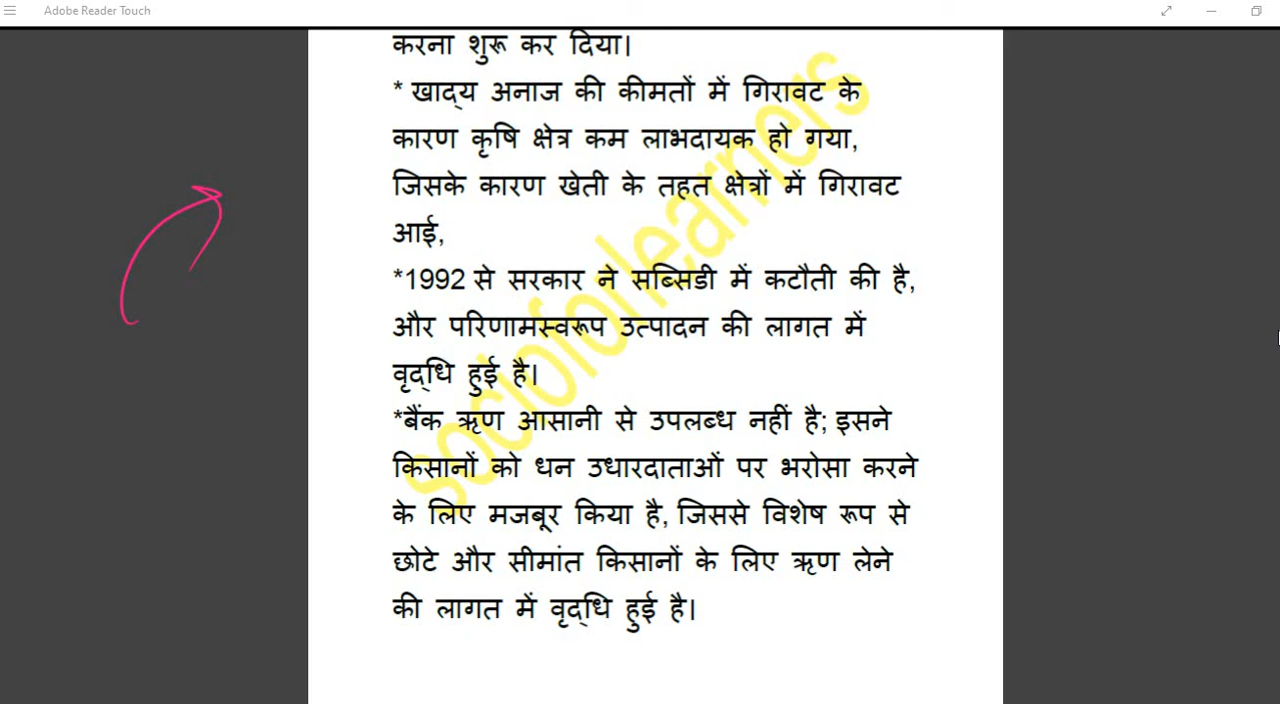 Adobe Reader Touch
करना शुरू कर दिया।
* खाद्य अनाज की कीमतों में गिरावट के
कारण कृषि क्षेत्र कम लाभदायक हो गया,
जिसके कारण खेती के तहत क्षेत्रों में गिरावट
आई,
*1992 से सरकार ने सब्सिडी में कटौती की है,
और परिणामस्वरूप उत्पादन की लागत में
वृद्धि हुई है।
*बैंक ऋण आसानी से उपलब्ध नहीं है; इसने
किसानों को धन उधारदाताओं पर भरोसा करने
के लिए मजबूर किया है, जिससे विशेष रूप से
छोटे और सीमांत किसानों के लिए ऋण लेने
की लागत में वृद्धि हुई है।
socioforlearners